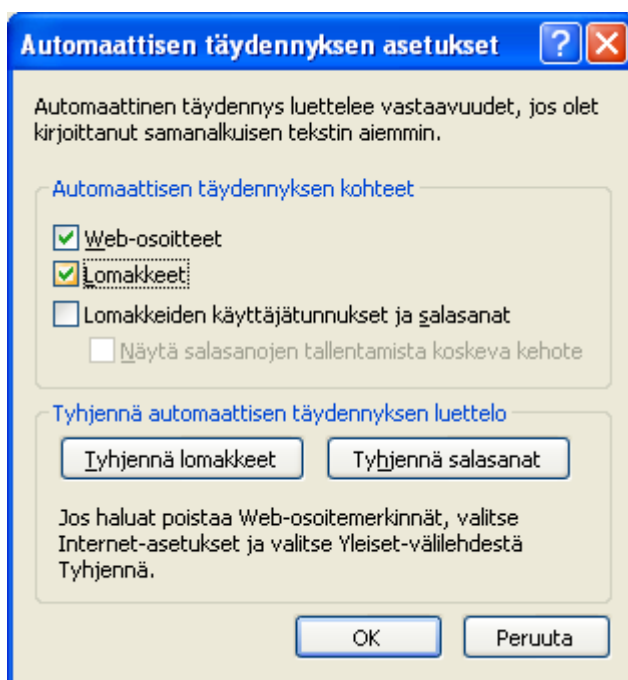 Automaattisen täydennyksen asetukset
Automaattinen täydennys luettelee vastaavuudet, jos olet
kirjoittanut samanalkuisen tekstin aiemmin.
Automaattisen täydennyksen kohteet
Web-osoitteet
Lomakkeet
Lomakkeiden käyttäjätunnukset ja salasanat
Näytä salasanojen tallentamista koskeva kehote
Tyhjennä automaattisen täydennyksen luettelo
Tyhjennä lomakkeet
Tyhjennä salasanat
Jos haluat poistaa Web-osoitemerkinnät, valitse
Internet-asetukset ja valitse Yleiset-välilehdestä
Tyhjennä.
OK
Peruuta